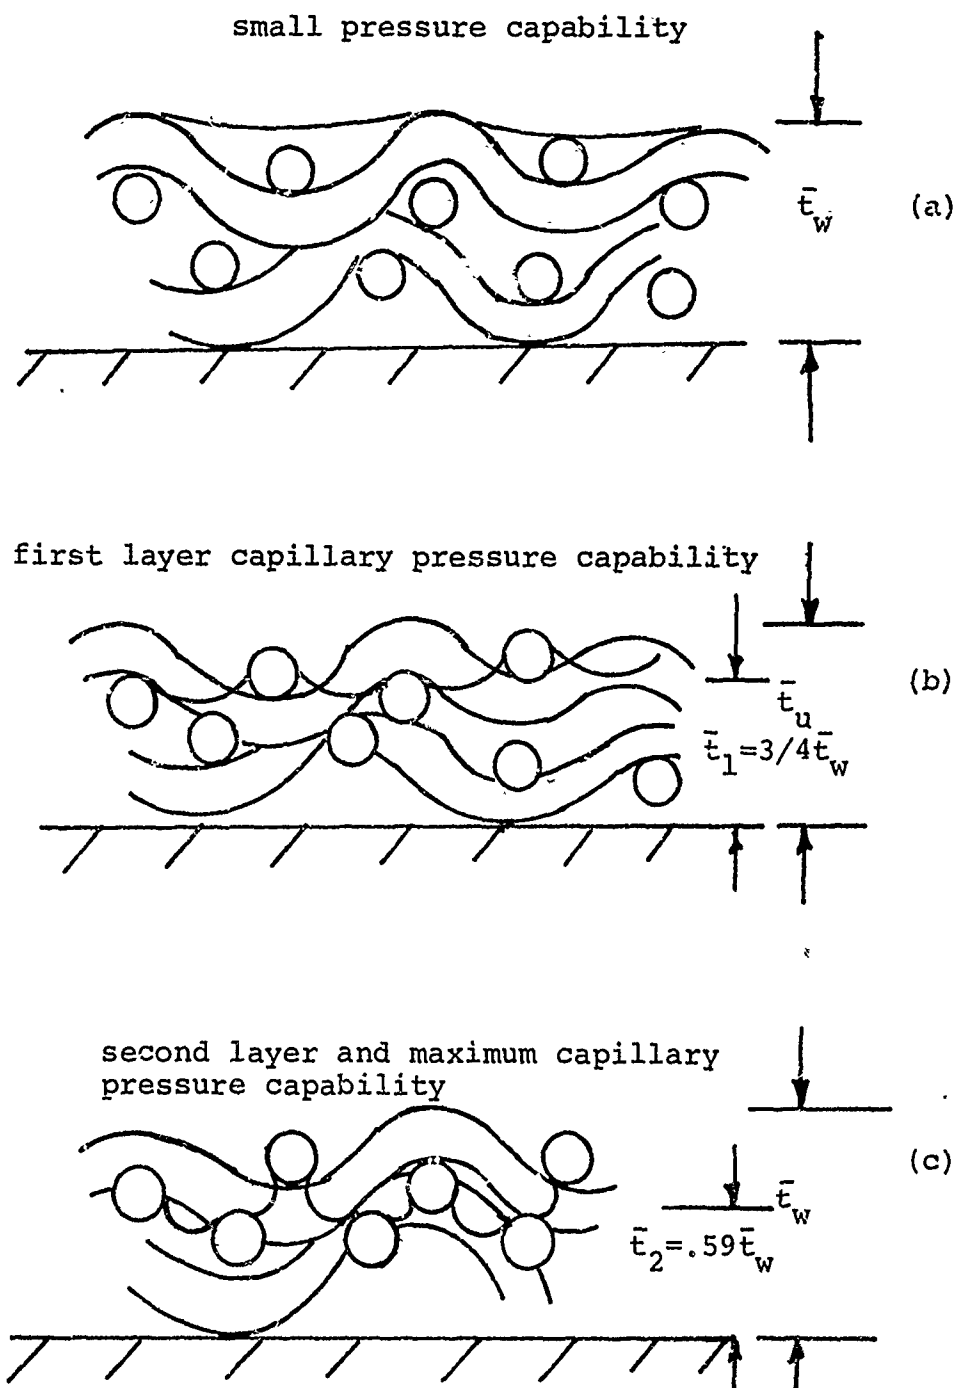 small pressure capability
t̄w
(a)
first layer capillary pressure capability
(b)
t̄u
t̄1=3/4t̄w
second layer and maximum capillary
pressure capability
(c)
t̄w
t̄2=.59t̄w